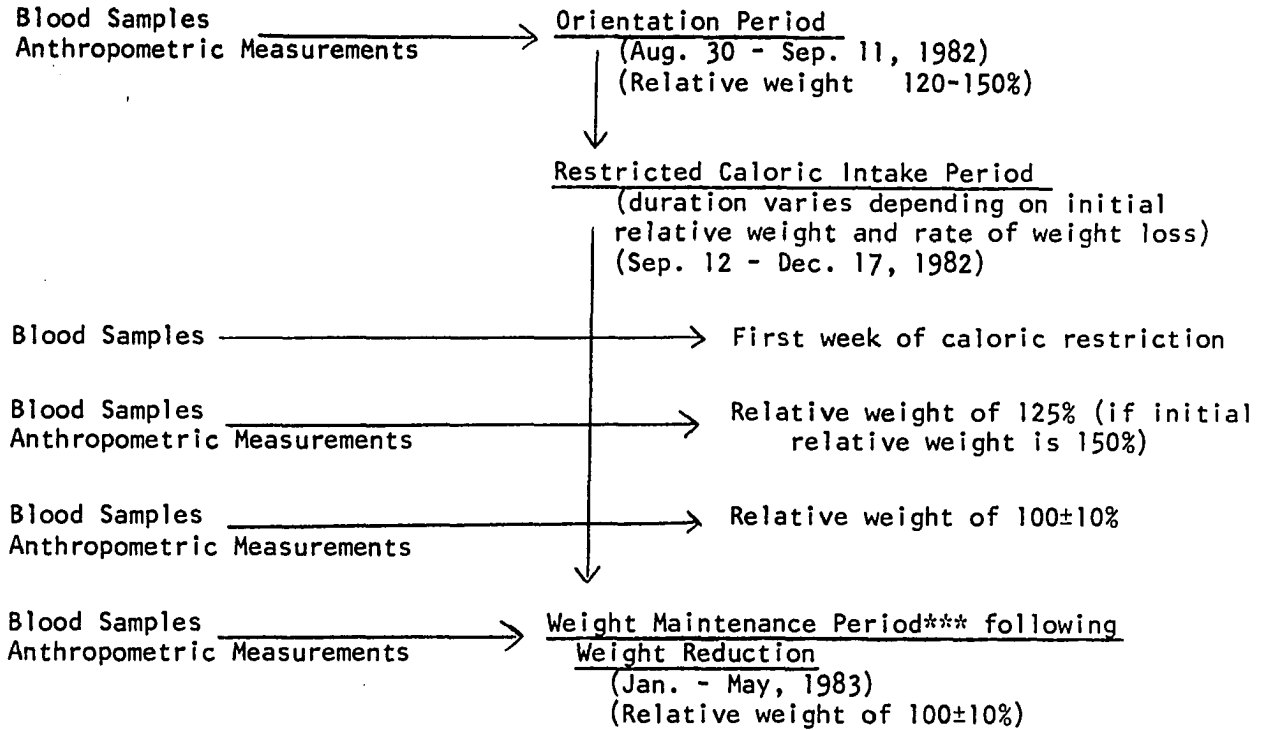 Blood Samples
Anthropometric Measurements
Orientation Period
(Aug. 30 - Sep. 11, 1982)
(Relative weight 120-150%)
Restricted Caloric Intake Period
(duration varies depending on initial
relative weight and rate of weight loss)
(Sep. 12 - Dec. 17, 1982)
Blood Samples
First week of caloric restriction
Blood Samples
Anthropometric Measurements
Relative weight of 125% (if initial
relative weight is 150%)
Blood Samples
Anthropometric Measurements
Relative weight of 100±10%
Blood Samples
Anthropometric Measurements
Weight Maintenance Period*** following
Weight Reduction
(Jan. - May, 1983)
(Relative weight of 100±10%)